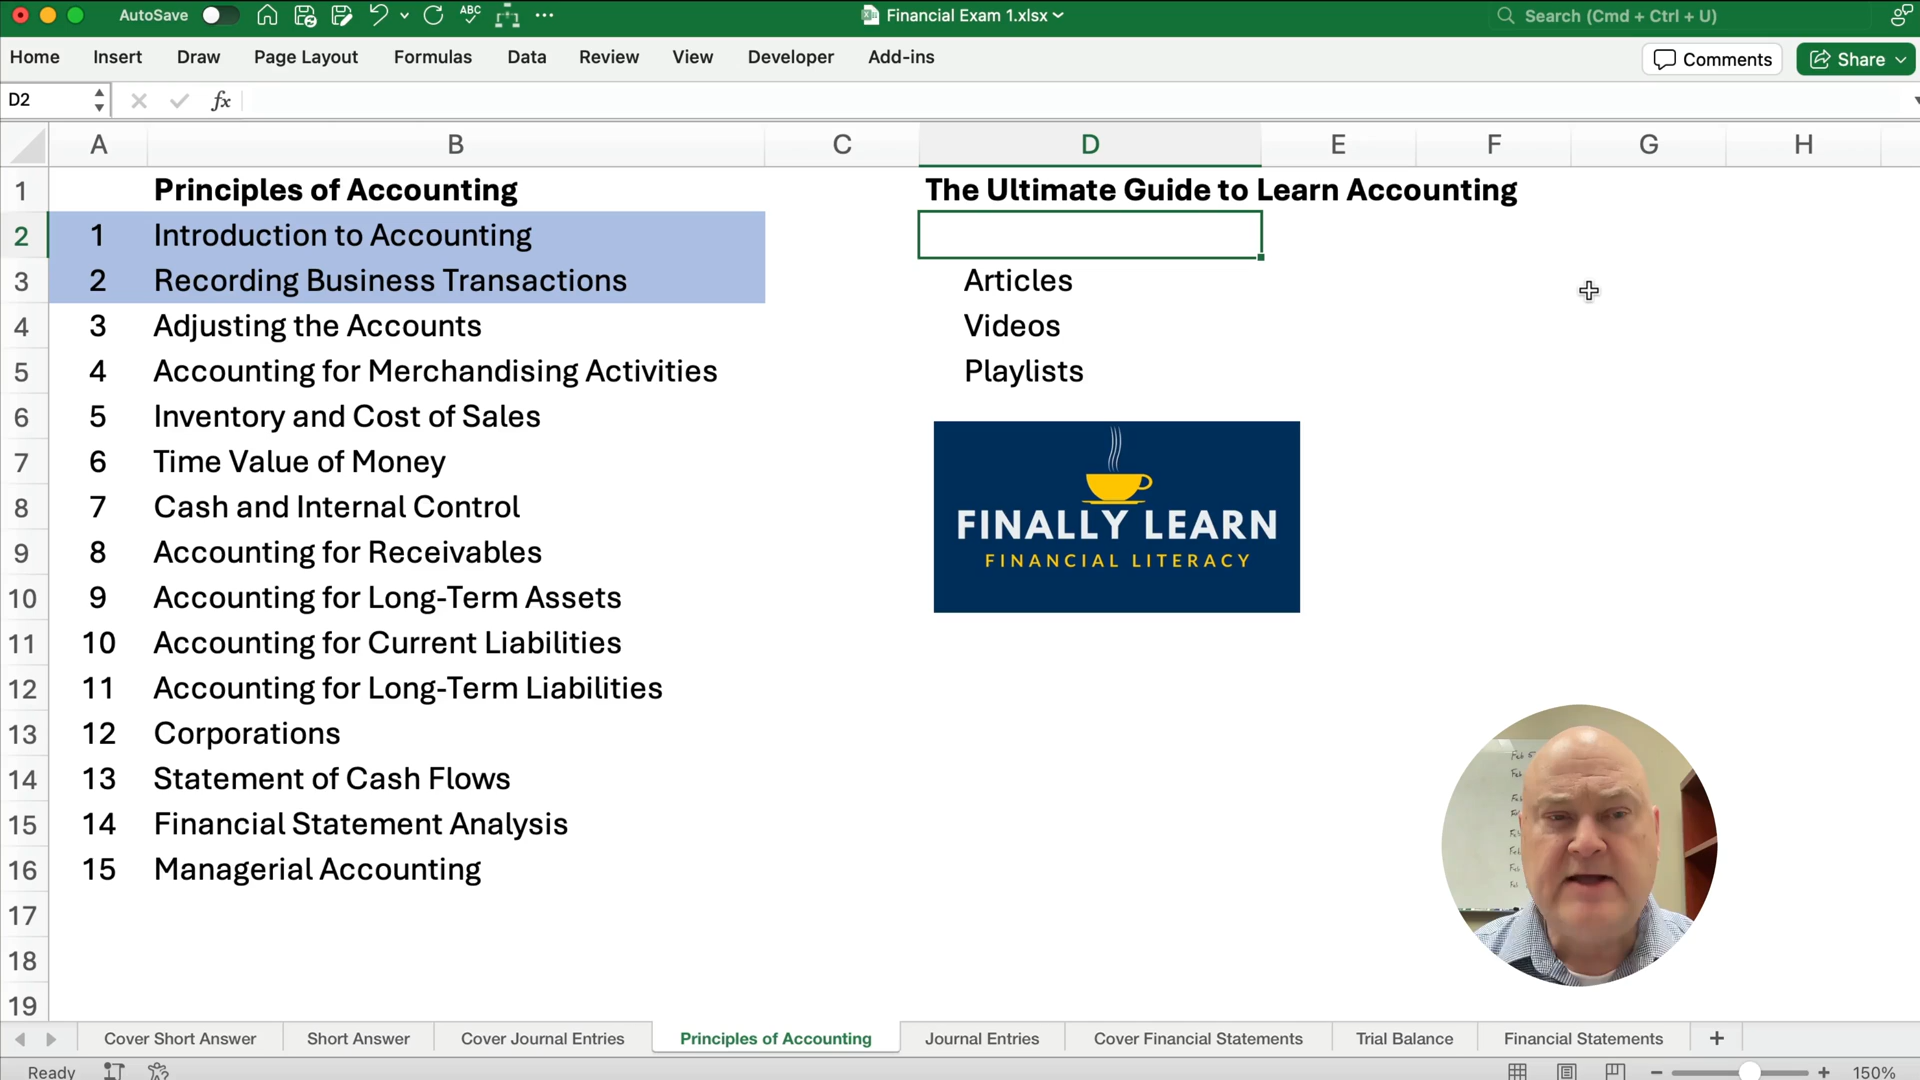 AutoSave
ABC
Financial Exam 1.xlsx
Search (Cmd + Ctrl + U)
Home Insert Draw Page Layout Formulas Data Review View Developer Add-ins
Comments
Share
D2
fx
A B C D E F G H
1 Principles of Accounting The Ultimate Guide to Learn Accounting
2 1 Introduction to Accounting
3 2 Recording Business Transactions Articles
4 3 Adjusting the Accounts Videos
5 4 Accounting for Merchandising Activities Playlists
6 5 Inventory and Cost of Sales
7 6 Time Value of Money
8 7 Cash and Internal Control
9 8 Accounting for Receivables
10 9 Accounting for Long-Term Assets
11 10 Accounting for Current Liabilities
12 11 Accounting for Long-Term Liabilities
13 12 Corporations
14 13 Statement of Cash Flows
15 14 Financial Statement Analysis
16 15 Managerial Accounting
17
18
19
FINALLY LEARN
FINANCIAL LITERACY
Cover Short Answer Short Answer Cover Journal Entries Principles of Accounting Journal Entries Cover Financial Statements Trial Balance Financial Statements
Ready
150%